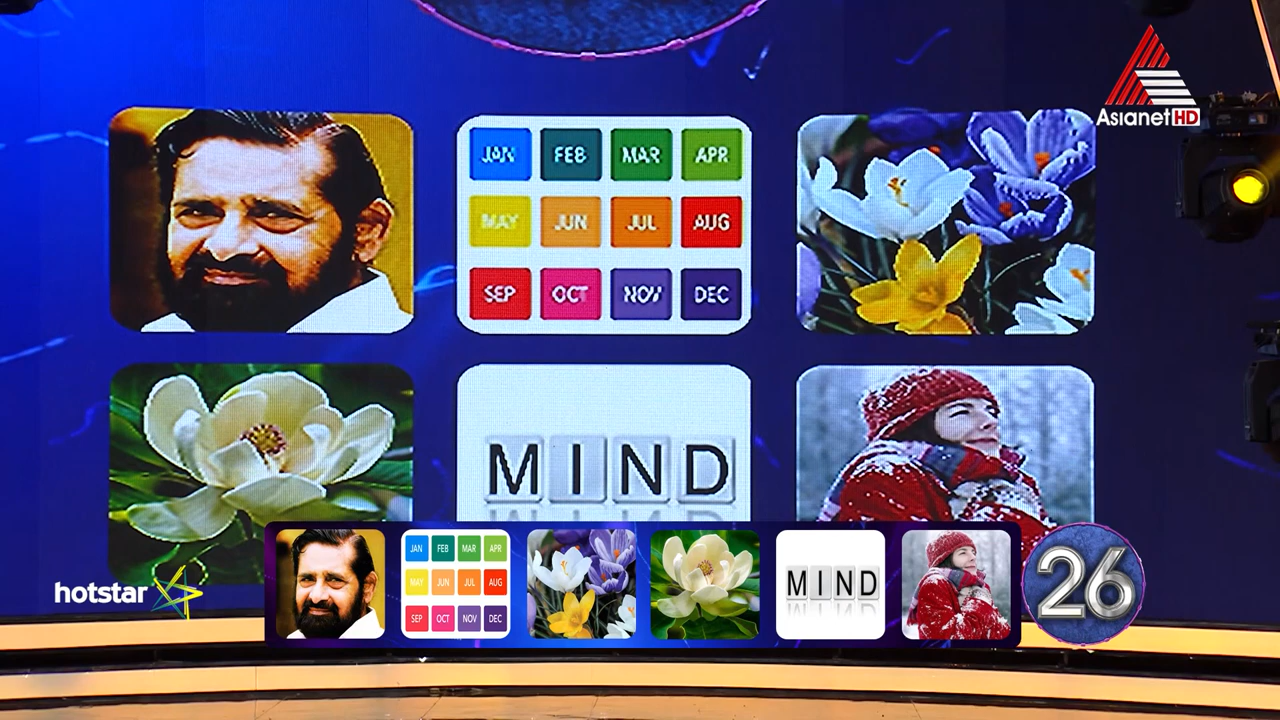 Asianet HD
JAN FEB MAR APR
MAY JUN JUL AUG
SEP OCT NOV DEC
MIND
JAN FEB MAR APR
MAY JUN JUL AUG
SEP OCT NOV DEC
MIND
26
hotstar